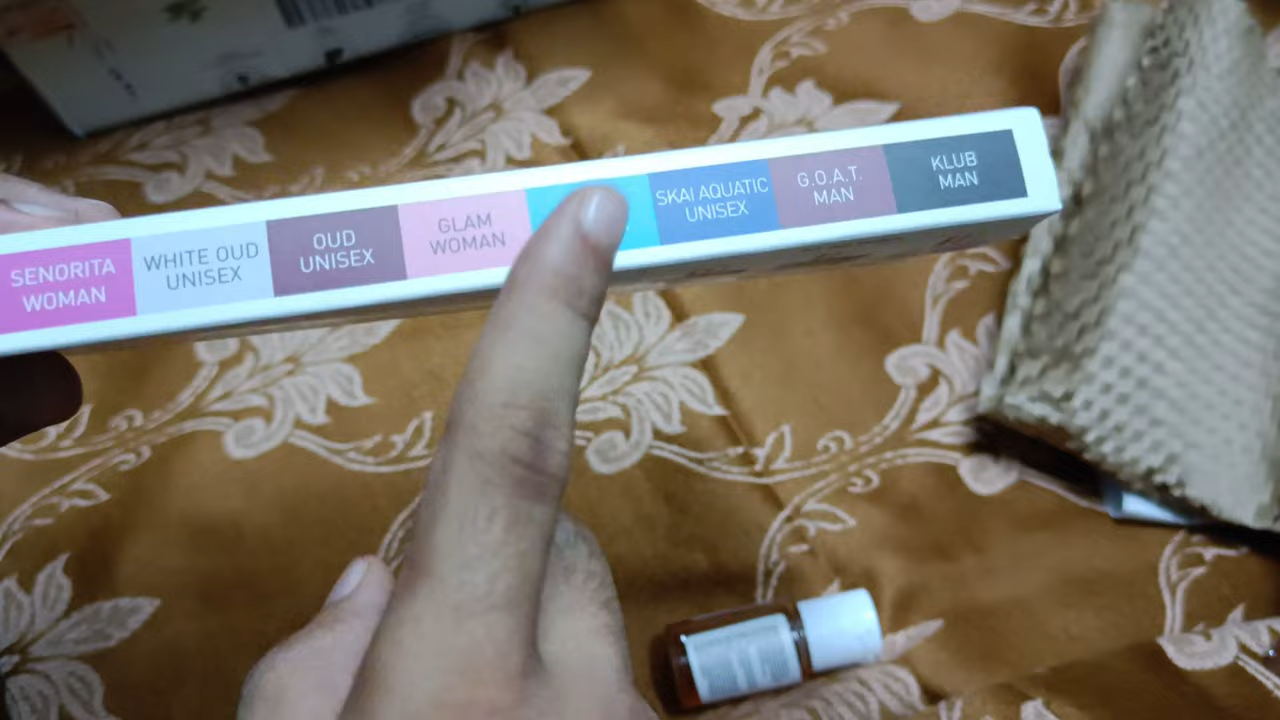 SENORITA
WOMAN
WHITE OUD
UNISEX
OUD
UNISEX
GLAM
WOMAN
SKAI AQUATIC
UNISEX
G.O.A.T.
MAN
KLUB
MAN